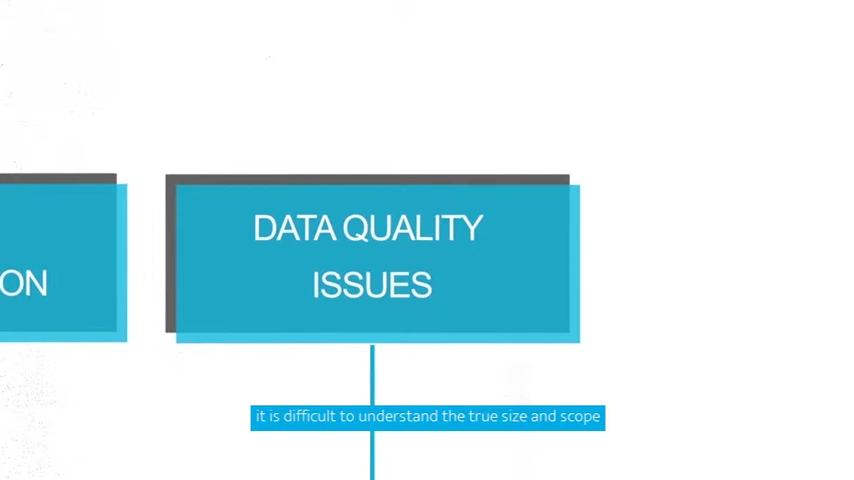 DATA QUALITY
ISSUES
ON
it is difficult to understand the true size and scope